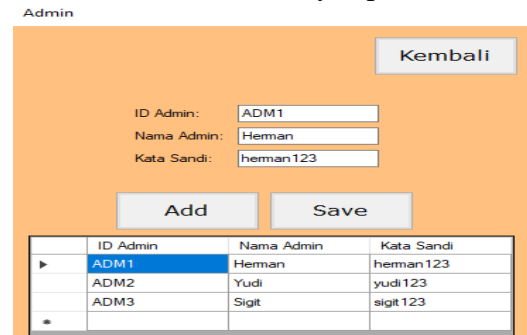 Admin
Kembali
ID Admin: ADM1
Nama Admin: Herman
Kata Sandi: herman123
Add Save
ID Admin Nama Admin Kata Sandi
ADM1 Herman herman123
ADM2 Yudi yudi123
ADM3 Sigit sigit123